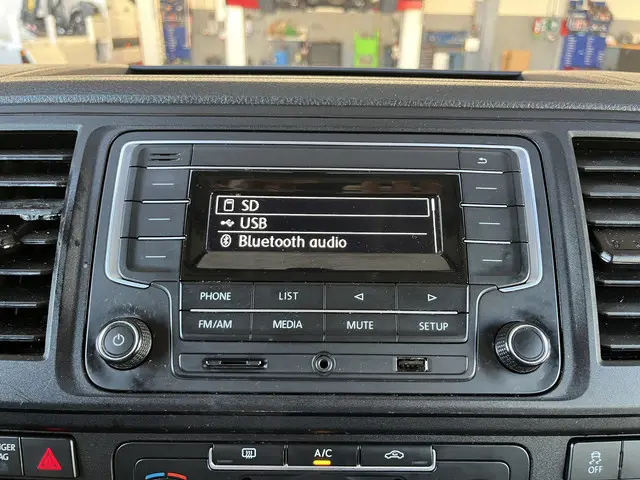 SD
USB
Bluetooth audio
PHONE LIST
FM/AM MEDIA MUTE SETUP
A/C
OFF